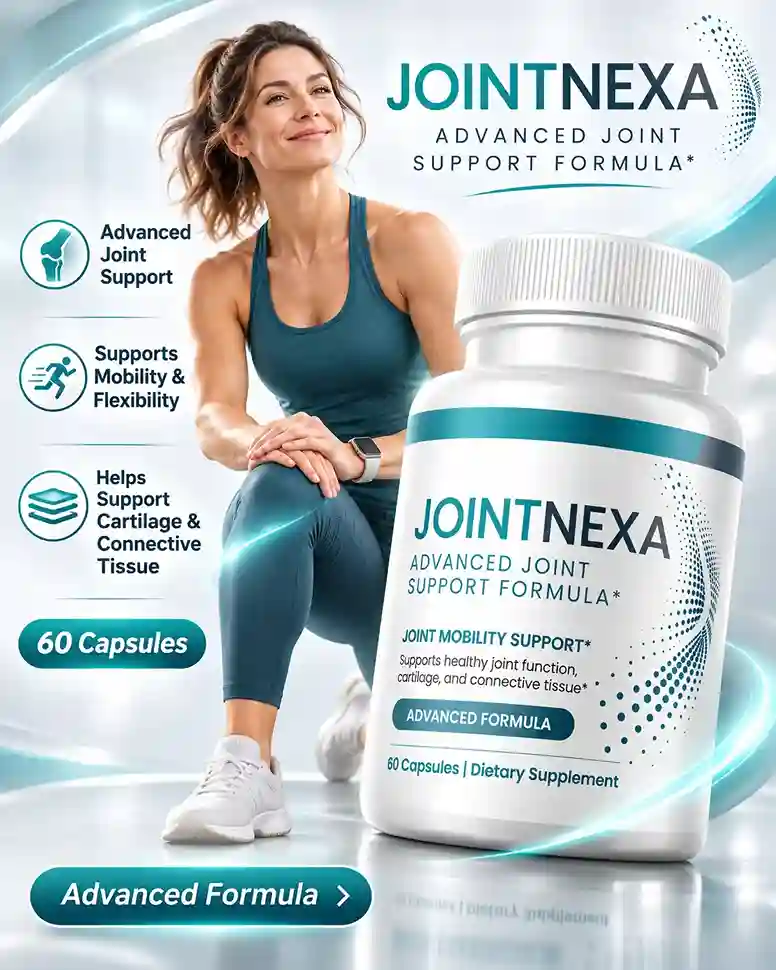 JOINTNEXA
ADVANCED JOINT
SUPPORT FORMULA*
Advanced
Joint
Support
Supports
Mobility &
Flexibility
Helps
Support
Cartilage &
Connective
Tissue
60 Capsules
JOINTNEXA
ADVANCED JOINT
SUPPORT FORMULA*
JOINT MOBILITY SUPPORT*
Supports healthy joint function,
cartilage, and connective tissue*
ADVANCED FORMULA
60 Capsules | Dietary Supplement
Advanced Formula >